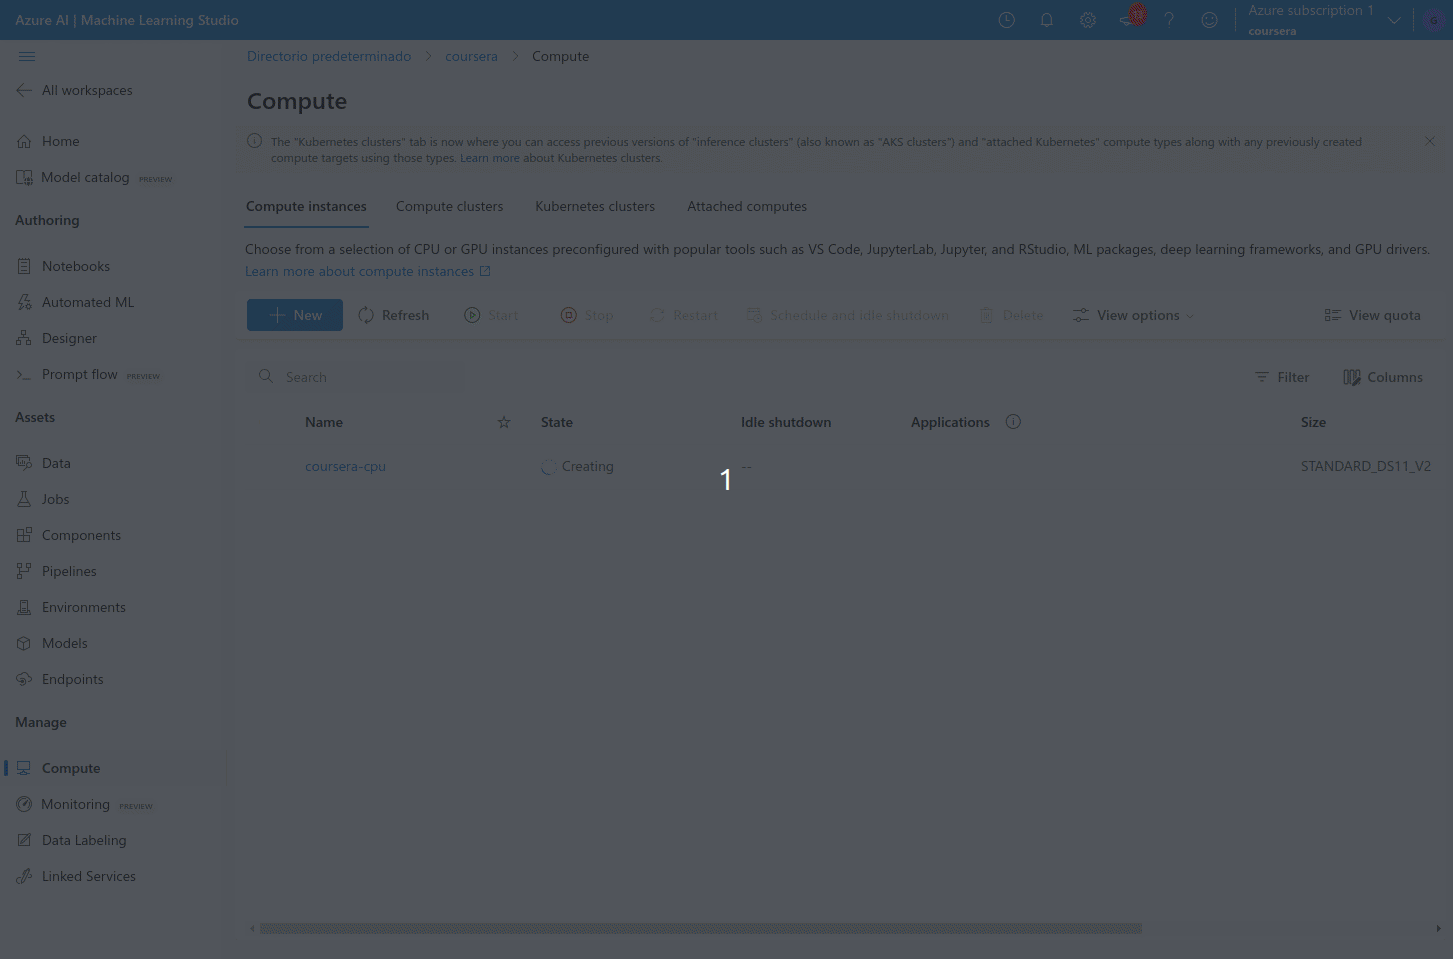 Azure AI | Machine Learning Studio
Azure subscription 1
coursera
G
All workspaces
Home
Model catalog PREVIEW
Authoring
Notebooks
Automated ML
Designer
Prompt flow PREVIEW
Assets
Data
Jobs
Components
Pipelines
Environments
Models
Endpoints
Manage
Compute
Monitoring PREVIEW
Data Labeling
Linked Services
Directorio predeterminado > coursera > Compute
Compute
The "Kubernetes clusters" tab is now where you can access previous versions of "inference clusters" (also known as "AKS clusters") and "attached Kubernetes" compute types along with any previously created
compute targets using those types. Learn more about Kubernetes clusters.
Compute instances Compute clusters Kubernetes clusters Attached computes
Choose from a selection of CPU or GPU instances preconfigured with popular tools such as VS Code, JupyterLab, Jupyter, and RStudio, ML packages, deep learning frameworks, and GPU drivers.
Learn more about compute instances
New Refresh Start Stop Restart Schedule and idle shutdown Delete View options View quota
Search Filter Columns
Name State Idle shutdown Applications Size
coursera-cpu Creating -- STANDARD_DS11_V2
1